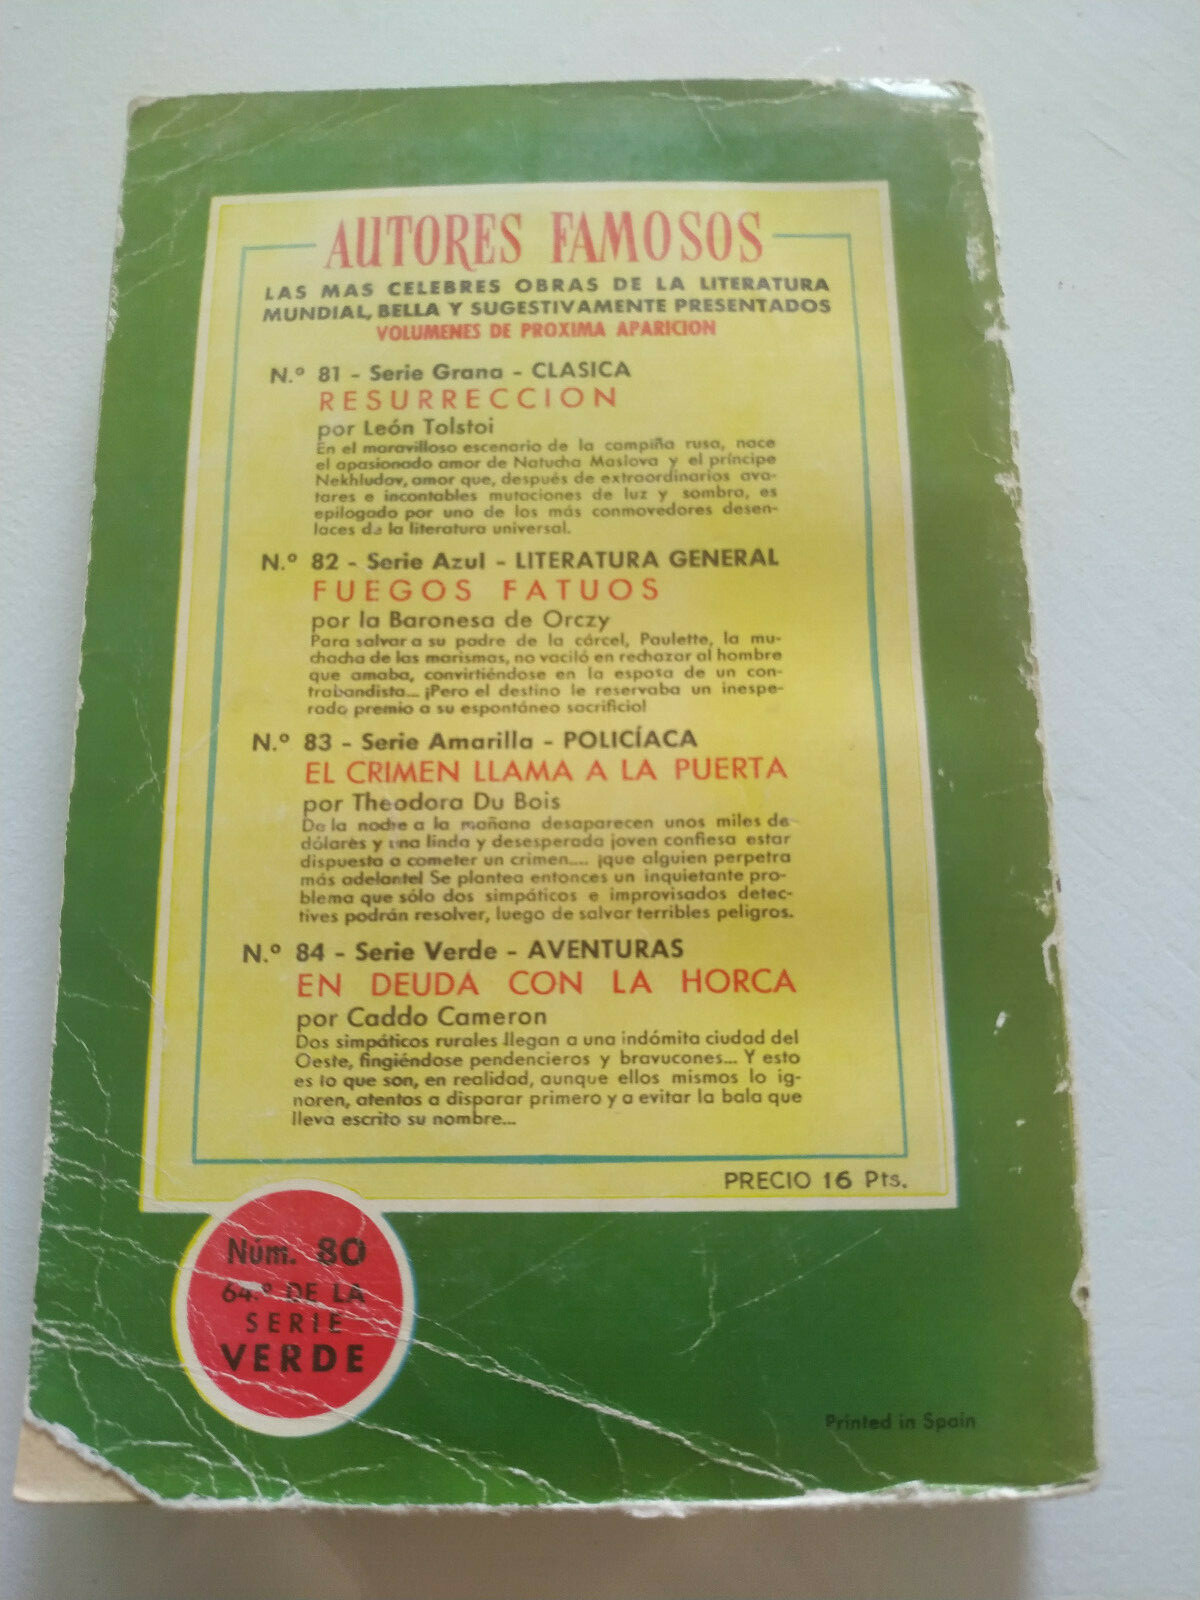 AUTORES FAMOSOS
LAS MAS CELEBRES OBRAS DE LA LITERATURA
MUNDIAL, BELLA Y SUGESTIVAMENTE PRESENTADOS
VOLUMENES DE PROXIMA APARICION
N.º 81 - Serie Grana - CLASICA
RESURRECCION
por León Tolstoi
En el maravilloso escenario de la campiña rusa, nace
el apasionado amor de Natucha Maslova y el príncipe
Nekhludov, amor que, después de extraordinarios ava-
tares e incontables mutaciones de luz y sombra, es
epilogado por uno de los más conmovedores desen-
laces de la literatura universal.
N.º 82 - Serie Azul - LITERATURA GENERAL
FUEGOS FATUOS
por la Baronesa de Orczy
Para salvar a su padre de la cárcel, Paulette, la mu-
chacha de las marismas, no vaciló en rechazar al hombre
que amaba, convirtiéndose en la esposa de un con-
trabandista... ¡Pero el destino le reservaba un inespe-
rado premio a su espontáneo sacrificio!
N.º 83 - Serie Amarilla - POLICÍACA
EL CRIMEN LLAMA A LA PUERTA
por Theodora Du Bois
De la noche a la mañana desaparecen unos miles de
dólares y una linda y desesperada joven confiesa estar
dispuesta a cometer un crimen.... ¡que alguien perpetra
más adelante! Se plantea entonces un inquietante pro-
blema que sólo dos simpáticos e improvisados detec-
tives podrán resolver, luego de salvar terribles peligros.
N.º 84 - Serie Verde - AVENTURAS
EN DEUDA CON LA HORCA
por Caddo Cameron
Dos simpáticos rurales llegan a una indómita ciudad del
Oeste, fingiéndose pendencieros y bravucones... Y esto
es lo que son, en realidad, aunque ellos mismos lo ig-
noren, atentos a disparar primero y a evitar la bala que
lleva escrito su nombre...
PRECIO 16 Pts.
Núm. 80
64.º DE LA
SERIE
VERDE
Printed in Spain